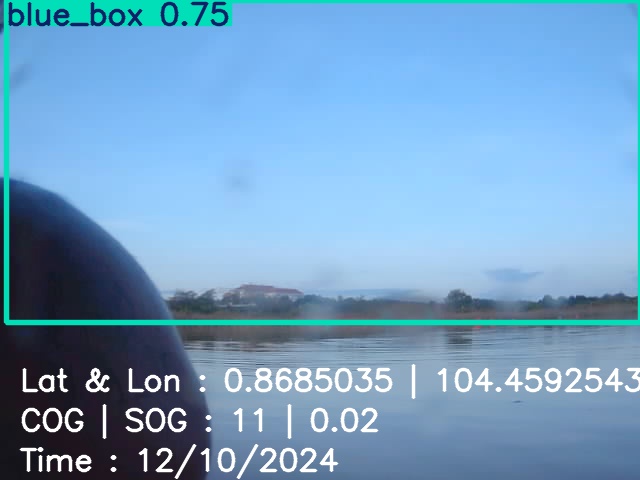 blue_box 0.75
Lat & Lon : 0.8685035 | 104.4592543
COG | SOG : 11 | 0.02
Time : 12/10/2024